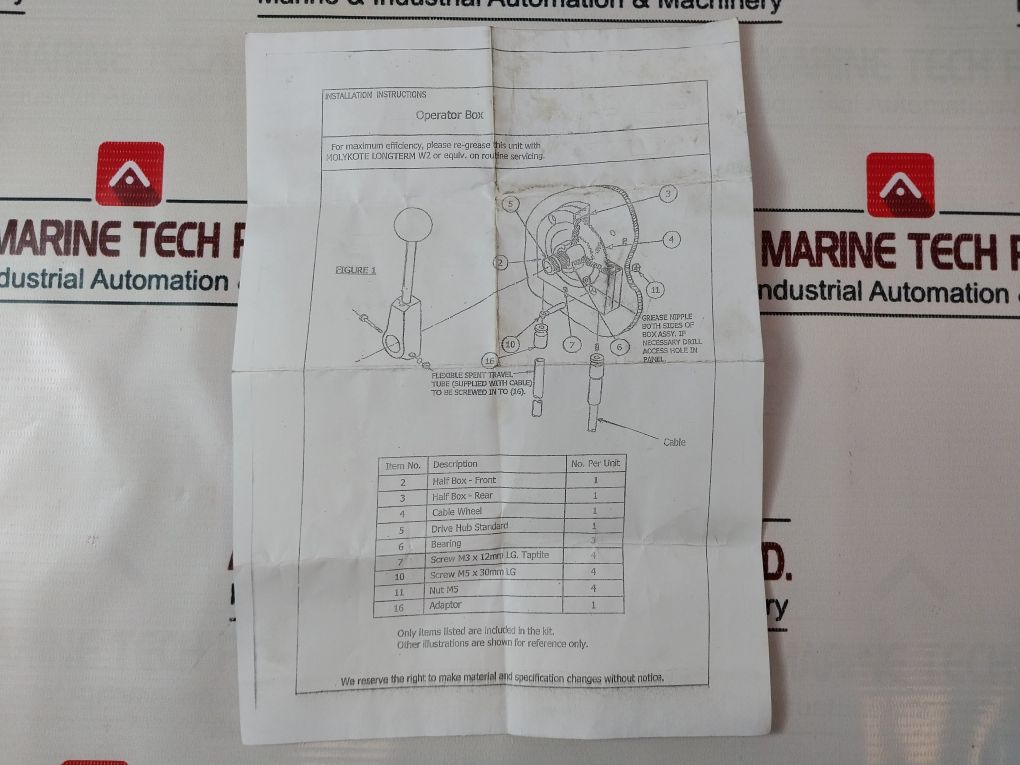 Marine & Industrial Automation & Machinery
MARINE TECH
MARINE TECH
ndustrial Automation
ndustrial Automation
D.
ry
INSTALLATION INSTRUCTIONS
Operator Box
For maximum efficiency, please re-grease this unit with
MOLYKOTE LONGTERM W2 or equiv. on routine servicing.
FIGURE 1
5
3
4
2
11
10
7
6
16
GREASE NIPPLE
BOTH SIDES OF
BOX ASSY. IF
NECESSARY DRILL
ACCESS HOLE IN
PANEL
FLEXIBLE SPENT TRAVEL
TUBE (SUPPLIED WITH CABLE)
TO BE SCREWED IN TO (16).
Cable
Item No. Description No. Per Unit
2 Half Box - Front 1
3 Half Box - Rear 1
4 Cable Wheel 1
5 Drive Hub Standard 1
6 Bearing 3
7 Screw M3 x 12mm LG. Taptite 4
10 Screw M5 x 30mm LG 4
11 Nut M5 4
16 Adaptor 1
Only items listed are included in the kit.
Other illustrations are shown for reference only.
We reserve the right to make material and specification changes without notice.